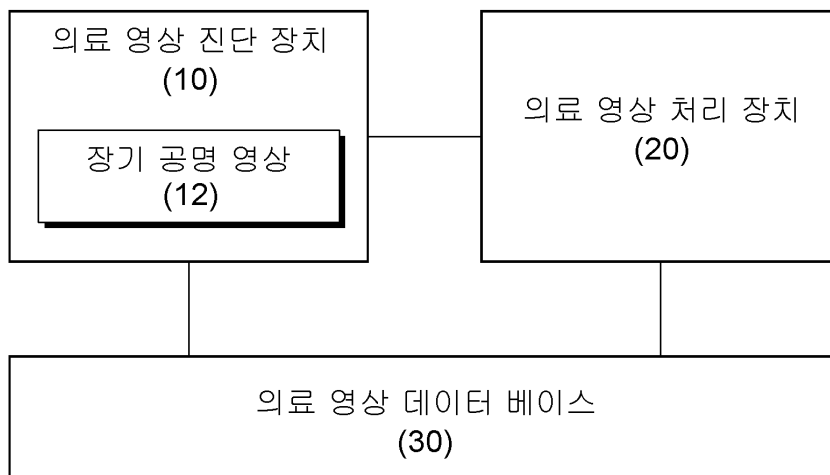 의료 영상 진단 장치
(10)
장기 공명 영상
(12)
의료 영상 처리 장치
(20)
의료 영상 데이터 베이스
(30)